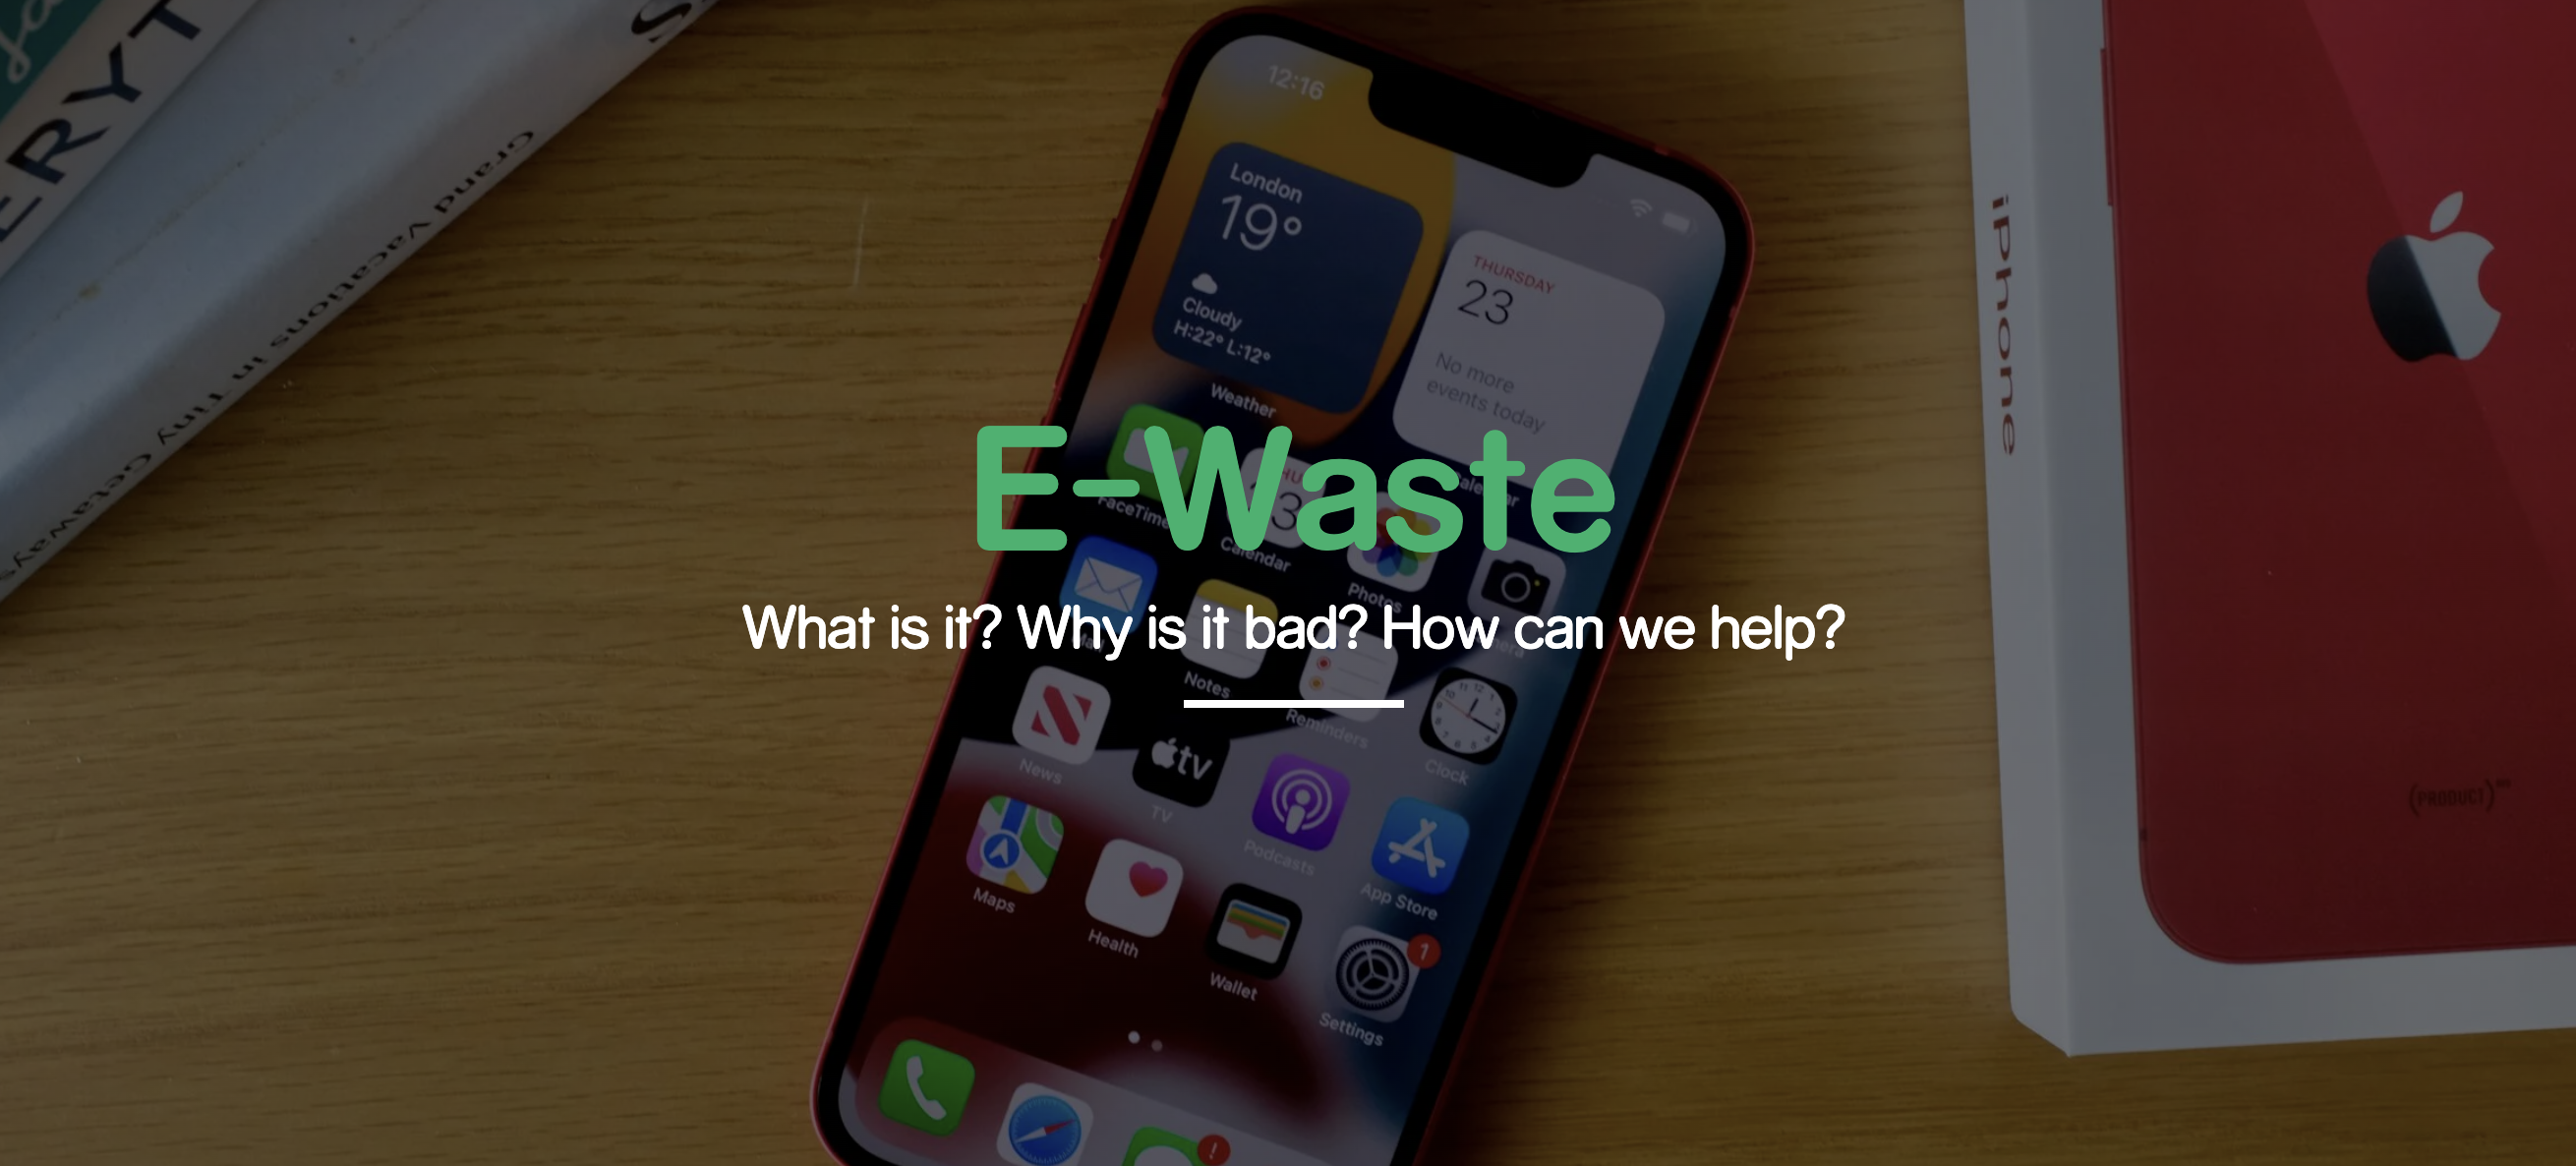 ERYT
S
Grand Vacations in Tiny Getaways
12:16
London
19°
Cloudy
H:22° L:12°
Weather
THURSDAY
23
No more
events today
Calendar
E-Waste
FaceTime
Calendar
Photos
What is it? Why is it bad? How can we help?
Notes
Reminders
Clock
News
tv
TV
Podcasts
App Store
Maps
Health
Wallet
Settings
1
!
iPhone
(PRODUCT)